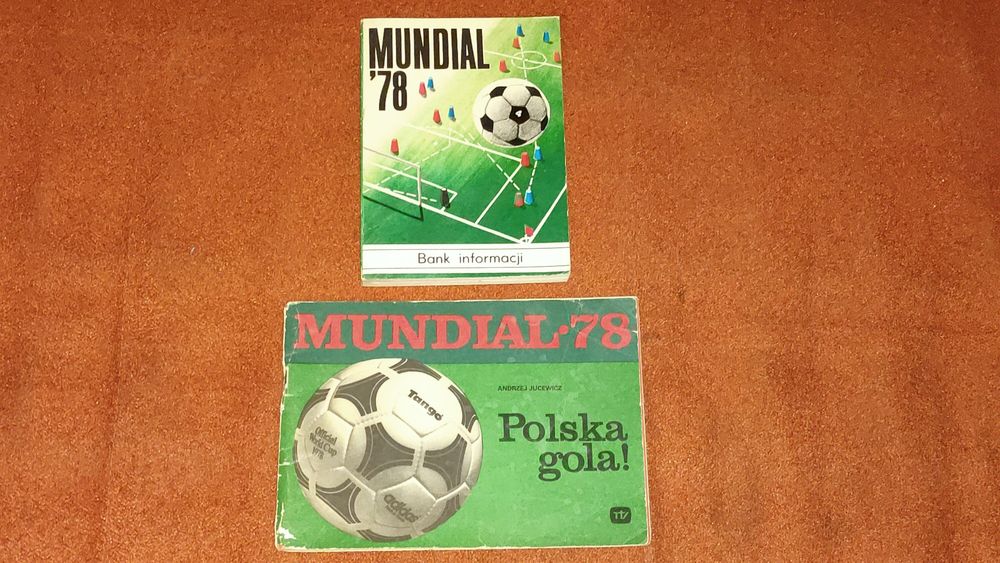 MUNDIAL
'78
Bank informacji
MUNDIAL•78
ANDRZEJ JUCEWICZ
Polska
gola!
Tango
Official
World Cup
1978
adidas